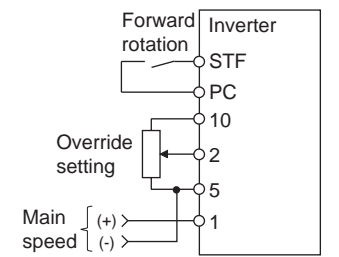 Forward
rotation
Inverter
STF
PC
10
Override
setting
2
5
Main
speed
(+)
(-)
1